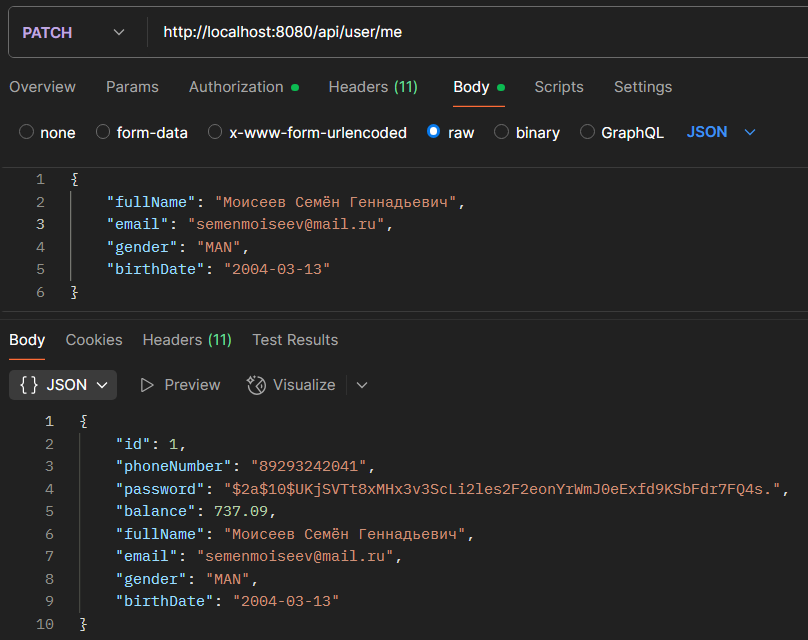 PATCH http://localhost:8080/api/user/me
Overview Params Authorization Headers (11) Body Scripts Settings
none form-data x-www-form-urlencoded raw binary GraphQL JSON
1 {
2 "fullName": "Моисеев Семён Геннадьевич",
3 "email": "semenmoiseev@mail.ru",
4 "gender": "MAN",
5 "birthDate": "2004-03-13"
6 }
Body Cookies Headers (11) Test Results
{} JSON Preview Visualize
1 {
2 "id": 1,
3 "phoneNumber": "89293242041",
4 "password": "$2a$10$UKjSVTt8xMHx3v3ScLi2les2F2eonYrWmJ0eExfd9KSbFdr7FQ4s.",
5 "balance": 737.09,
6 "fullName": "Моисеев Семён Геннадьевич",
7 "email": "semenmoiseev@mail.ru",
8 "gender": "MAN",
9 "birthDate": "2004-03-13"
10 }